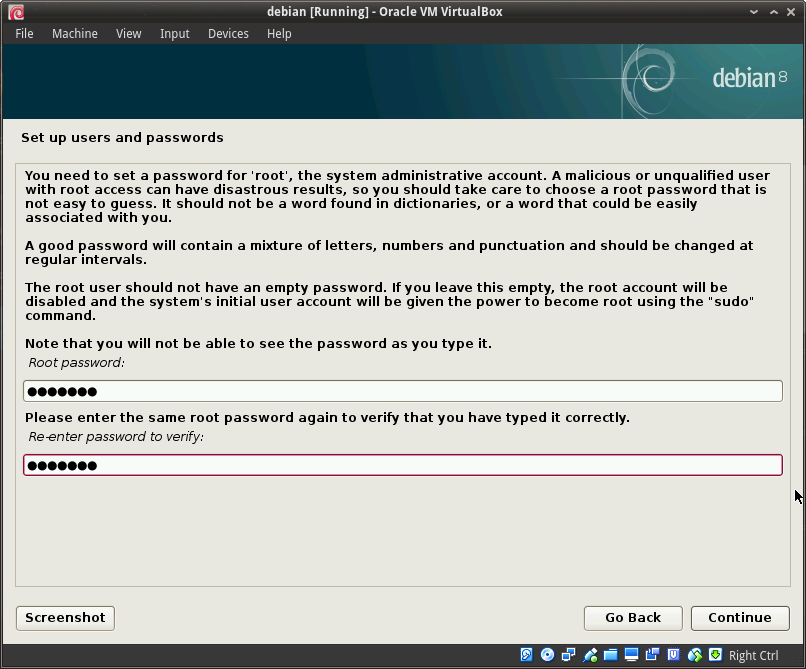 debian [Running] - Oracle VM VirtualBox
File Machine View Input Devices Help
debian 8
Set up users and passwords
You need to set a password for 'root', the system administrative account. A malicious or unqualified user
with root access can have disastrous results, so you should take care to choose a root password that is
not easy to guess. It should not be a word found in dictionaries, or a word that could be easily
associated with you.
A good password will contain a mixture of letters, numbers and punctuation and should be changed at
regular intervals.
The root user should not have an empty password. If you leave this empty, the root account will be
disabled and the system's initial user account will be given the power to become root using the "sudo"
command.
Note that you will not be able to see the password as you type it.
Root password:
●●●●●●●
Please enter the same root password again to verify that you have typed it correctly.
Re-enter password to verify:
●●●●●●●
Screenshot Go Back Continue
Right Ctrl